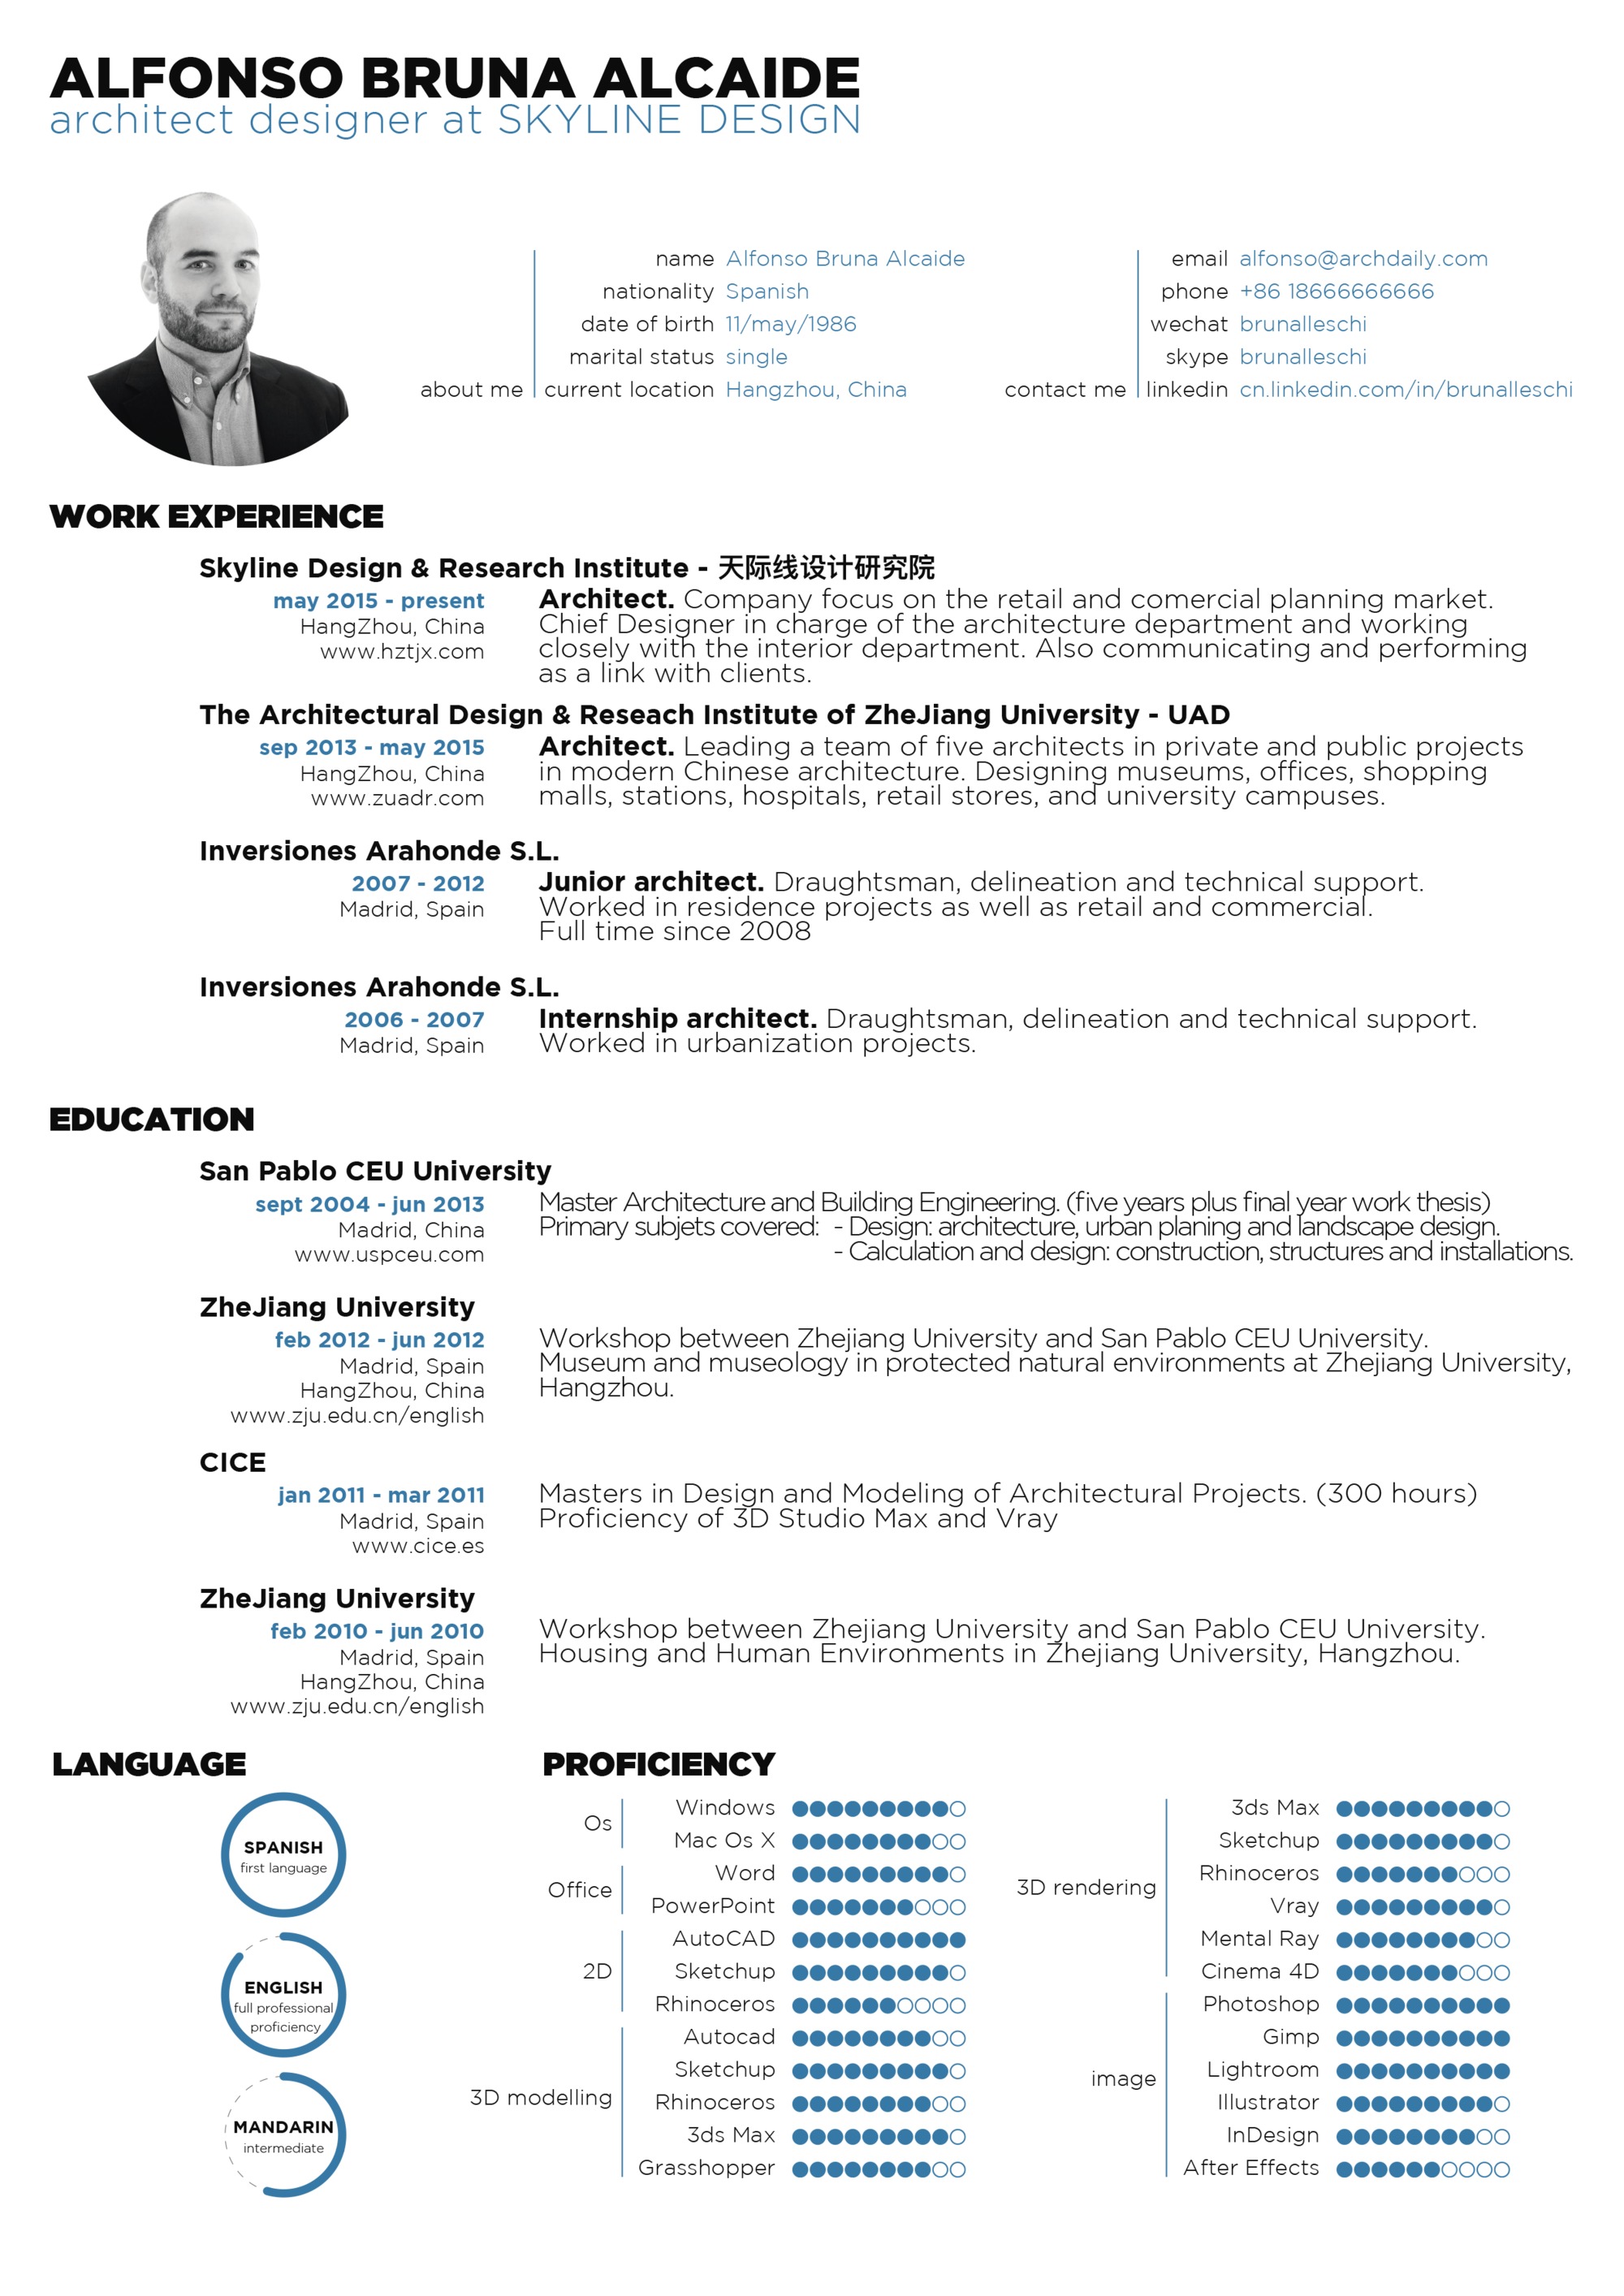 ALFONSO BRUNA ALCAIDE
architect designer at SKYLINE DESIGN
about me
name Alfonso Bruna Alcaide
nationality Spanish
date of birth 11/may/1986
marital status single
current location Hangzhou, China
contact me
email alfonso@archdaily.com
phone +86 18666666666
wechat brunalleschi
skype brunalleschi
linkedin cn.linkedin.com/in/brunalleschi
WORK EXPERIENCE
Skyline Design & Research Institute - 天际线设计研究院
may 2015 - present
HangZhou, China
www.hztjx.com
Architect. Company focus on the retail and comercial planning market.
Chief Designer in charge of the architecture department and working
closely with the interior department. Also communicating and performing
as a link with clients.
The Architectural Design & Reseach Institute of ZheJiang University - UAD
sep 2013 - may 2015
HangZhou, China
www.zuadr.com
Architect. Leading a team of five architects in private and public projects
in modern Chinese architecture. Designing museums, offices, shopping
malls, stations, hospitals, retail stores, and university campuses.
Inversiones Arahonde S.L.
2007 - 2012
Madrid, Spain
Junior architect. Draughtsman, delineation and technical support.
Worked in residence projects as well as retail and commercial.
Full time since 2008
Inversiones Arahonde S.L.
2006 - 2007
Madrid, Spain
Internship architect. Draughtsman, delineation and technical support.
Worked in urbanization projects.
EDUCATION
San Pablo CEU University
sept 2004 - jun 2013
Madrid, China
www.uspceu.com
Master Architecture and Building Engineering. (five years plus final year work thesis)
Primary subjets covered: - Design: architecture, urban planing and landscape design.
- Calculation and design: construction, structures and installations.
ZheJiang University
feb 2012 - jun 2012
Madrid, Spain
HangZhou, China
www.zju.edu.cn/english
Workshop between Zhejiang University and San Pablo CEU University.
Museum and museology in protected natural environments at Zhejiang University,
Hangzhou.
CICE
jan 2011 - mar 2011
Madrid, Spain
www.cice.es
Masters in Design and Modeling of Architectural Projects. (300 hours)
Proficiency of 3D Studio Max and Vray
ZheJiang University
feb 2010 - jun 2010
Madrid, Spain
HangZhou, China
www.zju.edu.cn/english
Workshop between Zhejiang University and San Pablo CEU University.
Housing and Human Environments in Zhejiang University, Hangzhou.
LANGUAGE
SPANISH
first language
ENGLISH
full professional
proficiency
MANDARIN
intermediate
PROFICIENCY
Os
Windows
Mac Os X
Office
Word
PowerPoint
2D
AutoCAD
Sketchup
Rhinoceros
3D modelling
Autocad
Sketchup
Rhinoceros
3ds Max
Grasshopper
3D rendering
3ds Max
Sketchup
Rhinoceros
Vray
Mental Ray
Cinema 4D
image
Photoshop
Gimp
Lightroom
Illustrator
InDesign
After Effects